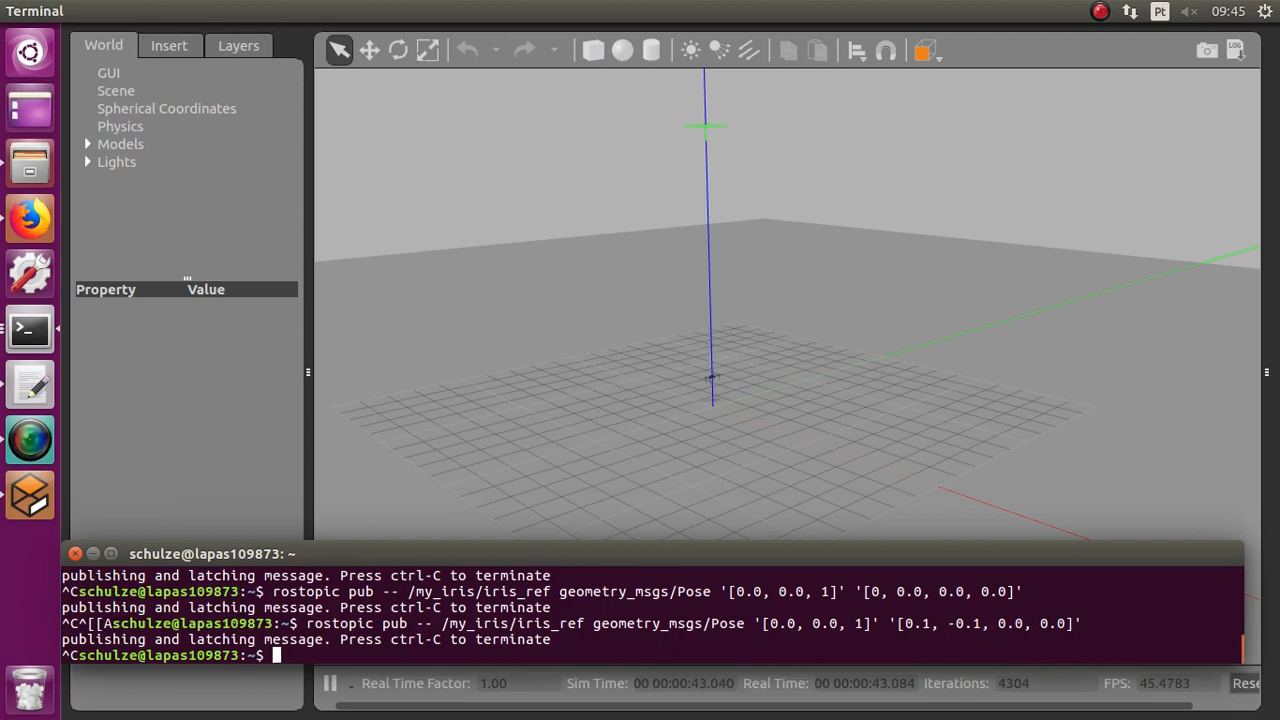 Terminal
Pt
09:45
World Insert Layers
LOG
GUI
Scene
Spherical Coordinates
Physics
Models
Lights
Property Value
schulze@lapas109873: ~
publishing and latching message. Press ctrl-C to terminate
^Cschulze@lapas109873:~$ rostopic pub -- /my_iris/iris_ref geometry_msgs/Pose '[0.0, 0.0, 1]' '[0, 0.0, 0.0, 0.0]'
publishing and latching message. Press ctrl-C to terminate
^C^[[Aschulze@lapas109873:~$ rostopic pub -- /my_iris/iris_ref geometry_msgs/Pose '[0.0, 0.0, 1]' '[0.1, -0.1, 0.0, 0.0]'
publishing and latching message. Press ctrl-C to terminate
^Cschulze@lapas109873:~$
Real Time Factor: 1.00 Sim Time: 00 00:00:43.040 Real Time: 00 00:00:43.084 Iterations: 4304 FPS: 45.4783 Rese